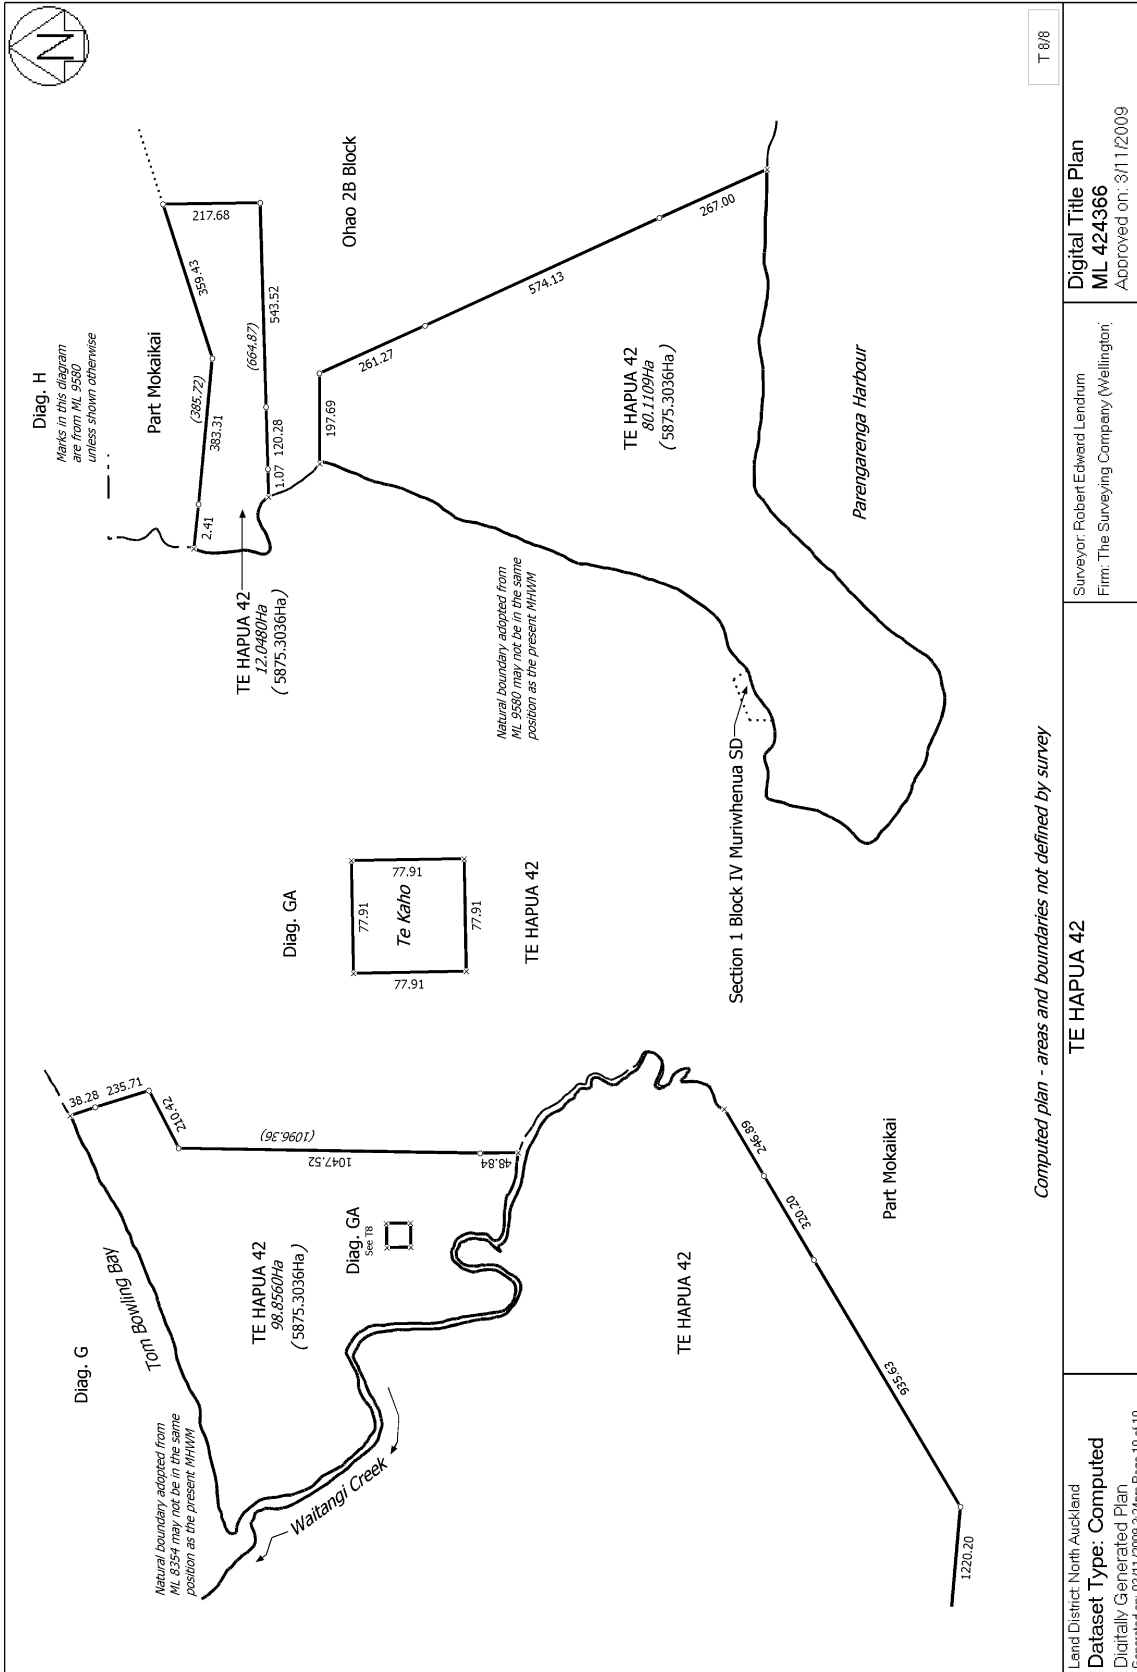 N
T 8/8
Diag. G
Natural boundary adopted from
ML 8354 may not be in the same
position as the present MHWM
Tom Bowling Bay
38.28
235.71
210.42
(1096.36)
1047.52
48.84
TE HAPUA 42
98.8560Ha
(5875.3036Ha)
Diag. GA
See T8
Waitangi Creek
TE HAPUA 42
246.89
320.20
935.63
1220.20
Part Mokaikai
Diag. GA
77.91
77.91
Te Kaho
77.91
77.91
TE HAPUA 42
Diag. H
Marks in this diagram
are from ML 9580
unless shown otherwise
Part Mokaikai
(385.72)
383.31
2.41
359.43
217.68
(664.87)
543.52
120.28
1.07
TE HAPUA 42
12.0480Ha
(5875.3036Ha)
Ohao 2B Block
197.69
261.27
574.13
267.00
TE HAPUA 42
80.1109Ha
(5875.3036Ha)
Natural boundary adopted from
ML 9580 may not be in the same
position as the present MHWM
Section 1 Block IV Muriwhenua SD
Parengarenga Harbour
Computed plan - areas and boundaries not defined by survey
Land District: North Auckland
Dataset Type: Computed
Digitally Generated Plan
TE HAPUA 42
Surveyor: Robert Edward Lendrum
Firm: The Surveying Company (Wellington)
Digital Title Plan
ML 424366
Approved on: 3/11/2009